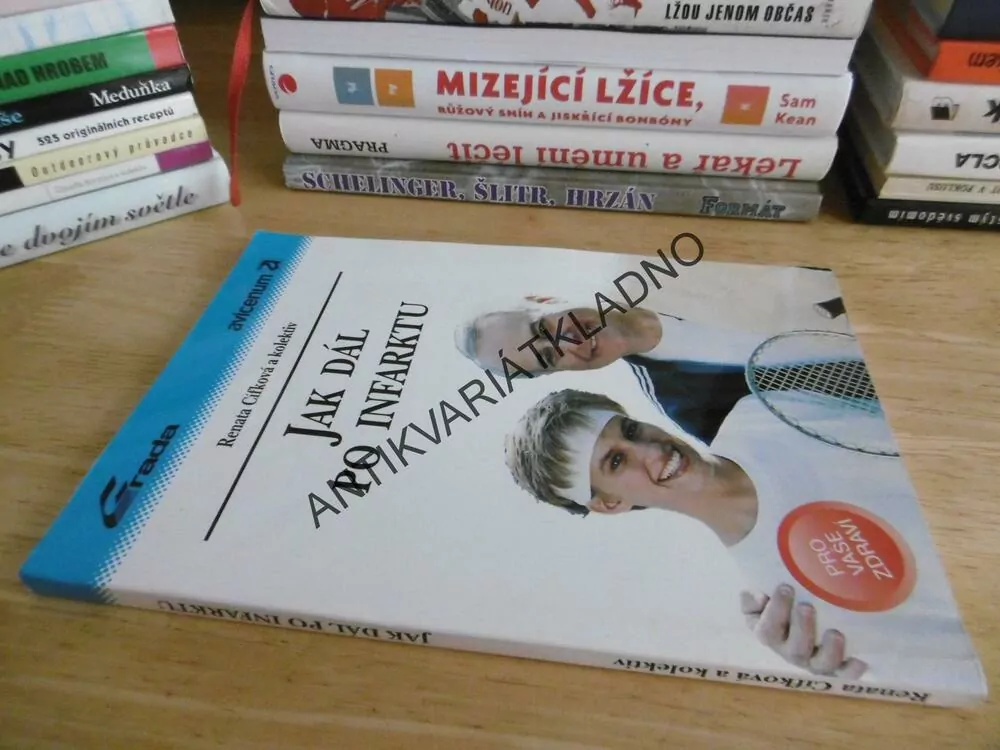 NAD HROBEM
Meduňka
325 originálních receptů
Outdoorový průvodce
dvojím světle
LŽOU JENOM OBČAS
MIZEJÍCÍ LŽÍCE,
RŮŽOVÝ SNÍH A JISKŘÍCÍ BONBÓNY
Sam
Kean
Lékař a umění léčit
PRAGMA
SCHELINGER, ŠLITR, HRZÁN
FORMÁT
avicenum
Grada
Renata Cífková a kolektiv
JAK DÁL
PO INFARKTU
PRO
VAŠE
ZDRAVÍ
JAK DÁL PO INFARKTU
Renata Cífková a kolektiv
ANTIKVARIÁTKLADNO